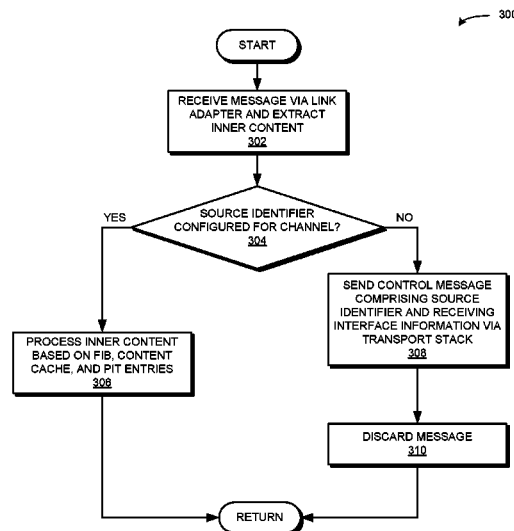 300
START
RECEIVE MESSAGE VIA LINK
ADAPTER AND EXTRACT
INNER CONTENT
302
SOURCE IDENTIFIER
CONFIGURED FOR CHANNEL?
304
YES
NO
PROCESS INNER CONTENT
BASED ON FIB, CONTENT
CACHE, AND PIT ENTRIES
306
SEND CONTROL MESSAGE
COMPRISING SOURCE
IDENTIFIER AND RECEIVING
INTERFACE INFORMATION VIA
TRANSPORT STACK
308
DISCARD MESSAGE
310
RETURN